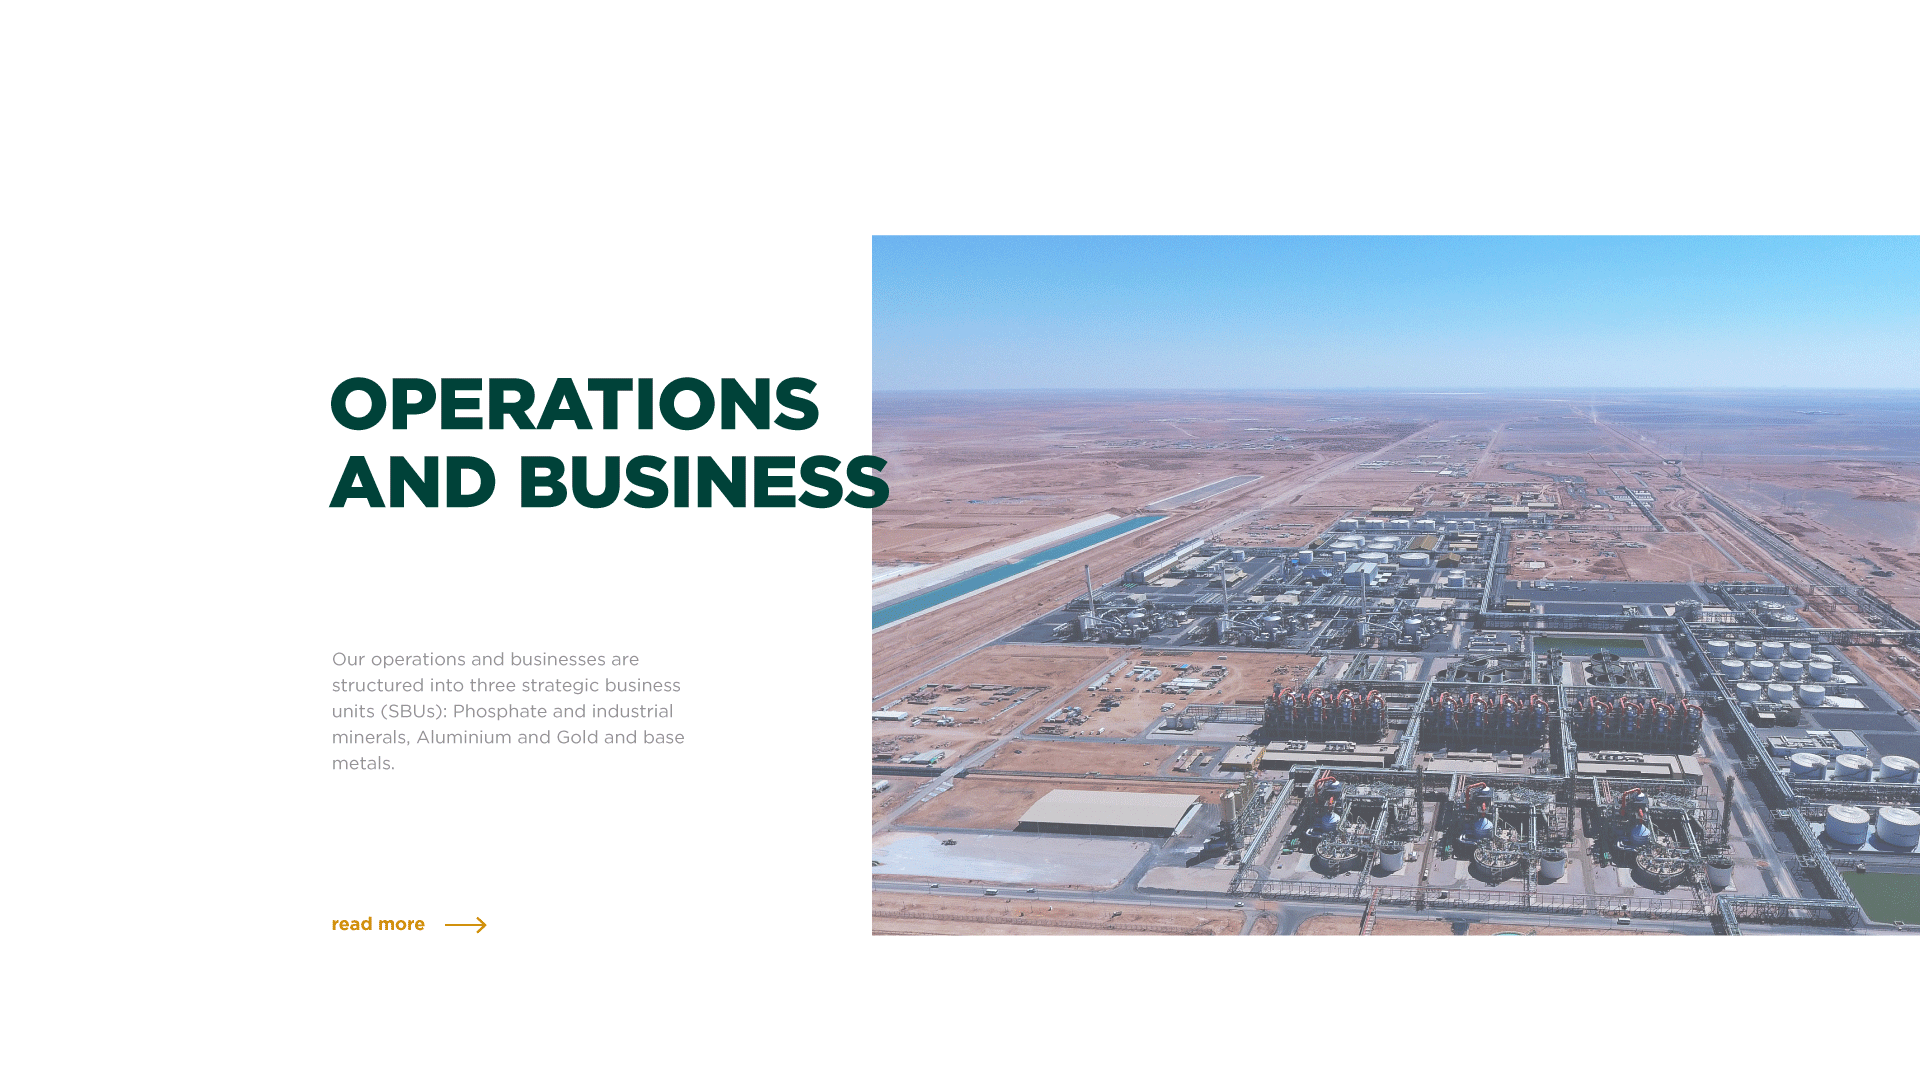 OPERATIONS
AND BUSINESS
Our operations and businesses are
structured into three strategic business
units (SBUs): Phosphate and industrial
minerals, Aluminium and Gold and base
metals.
read more